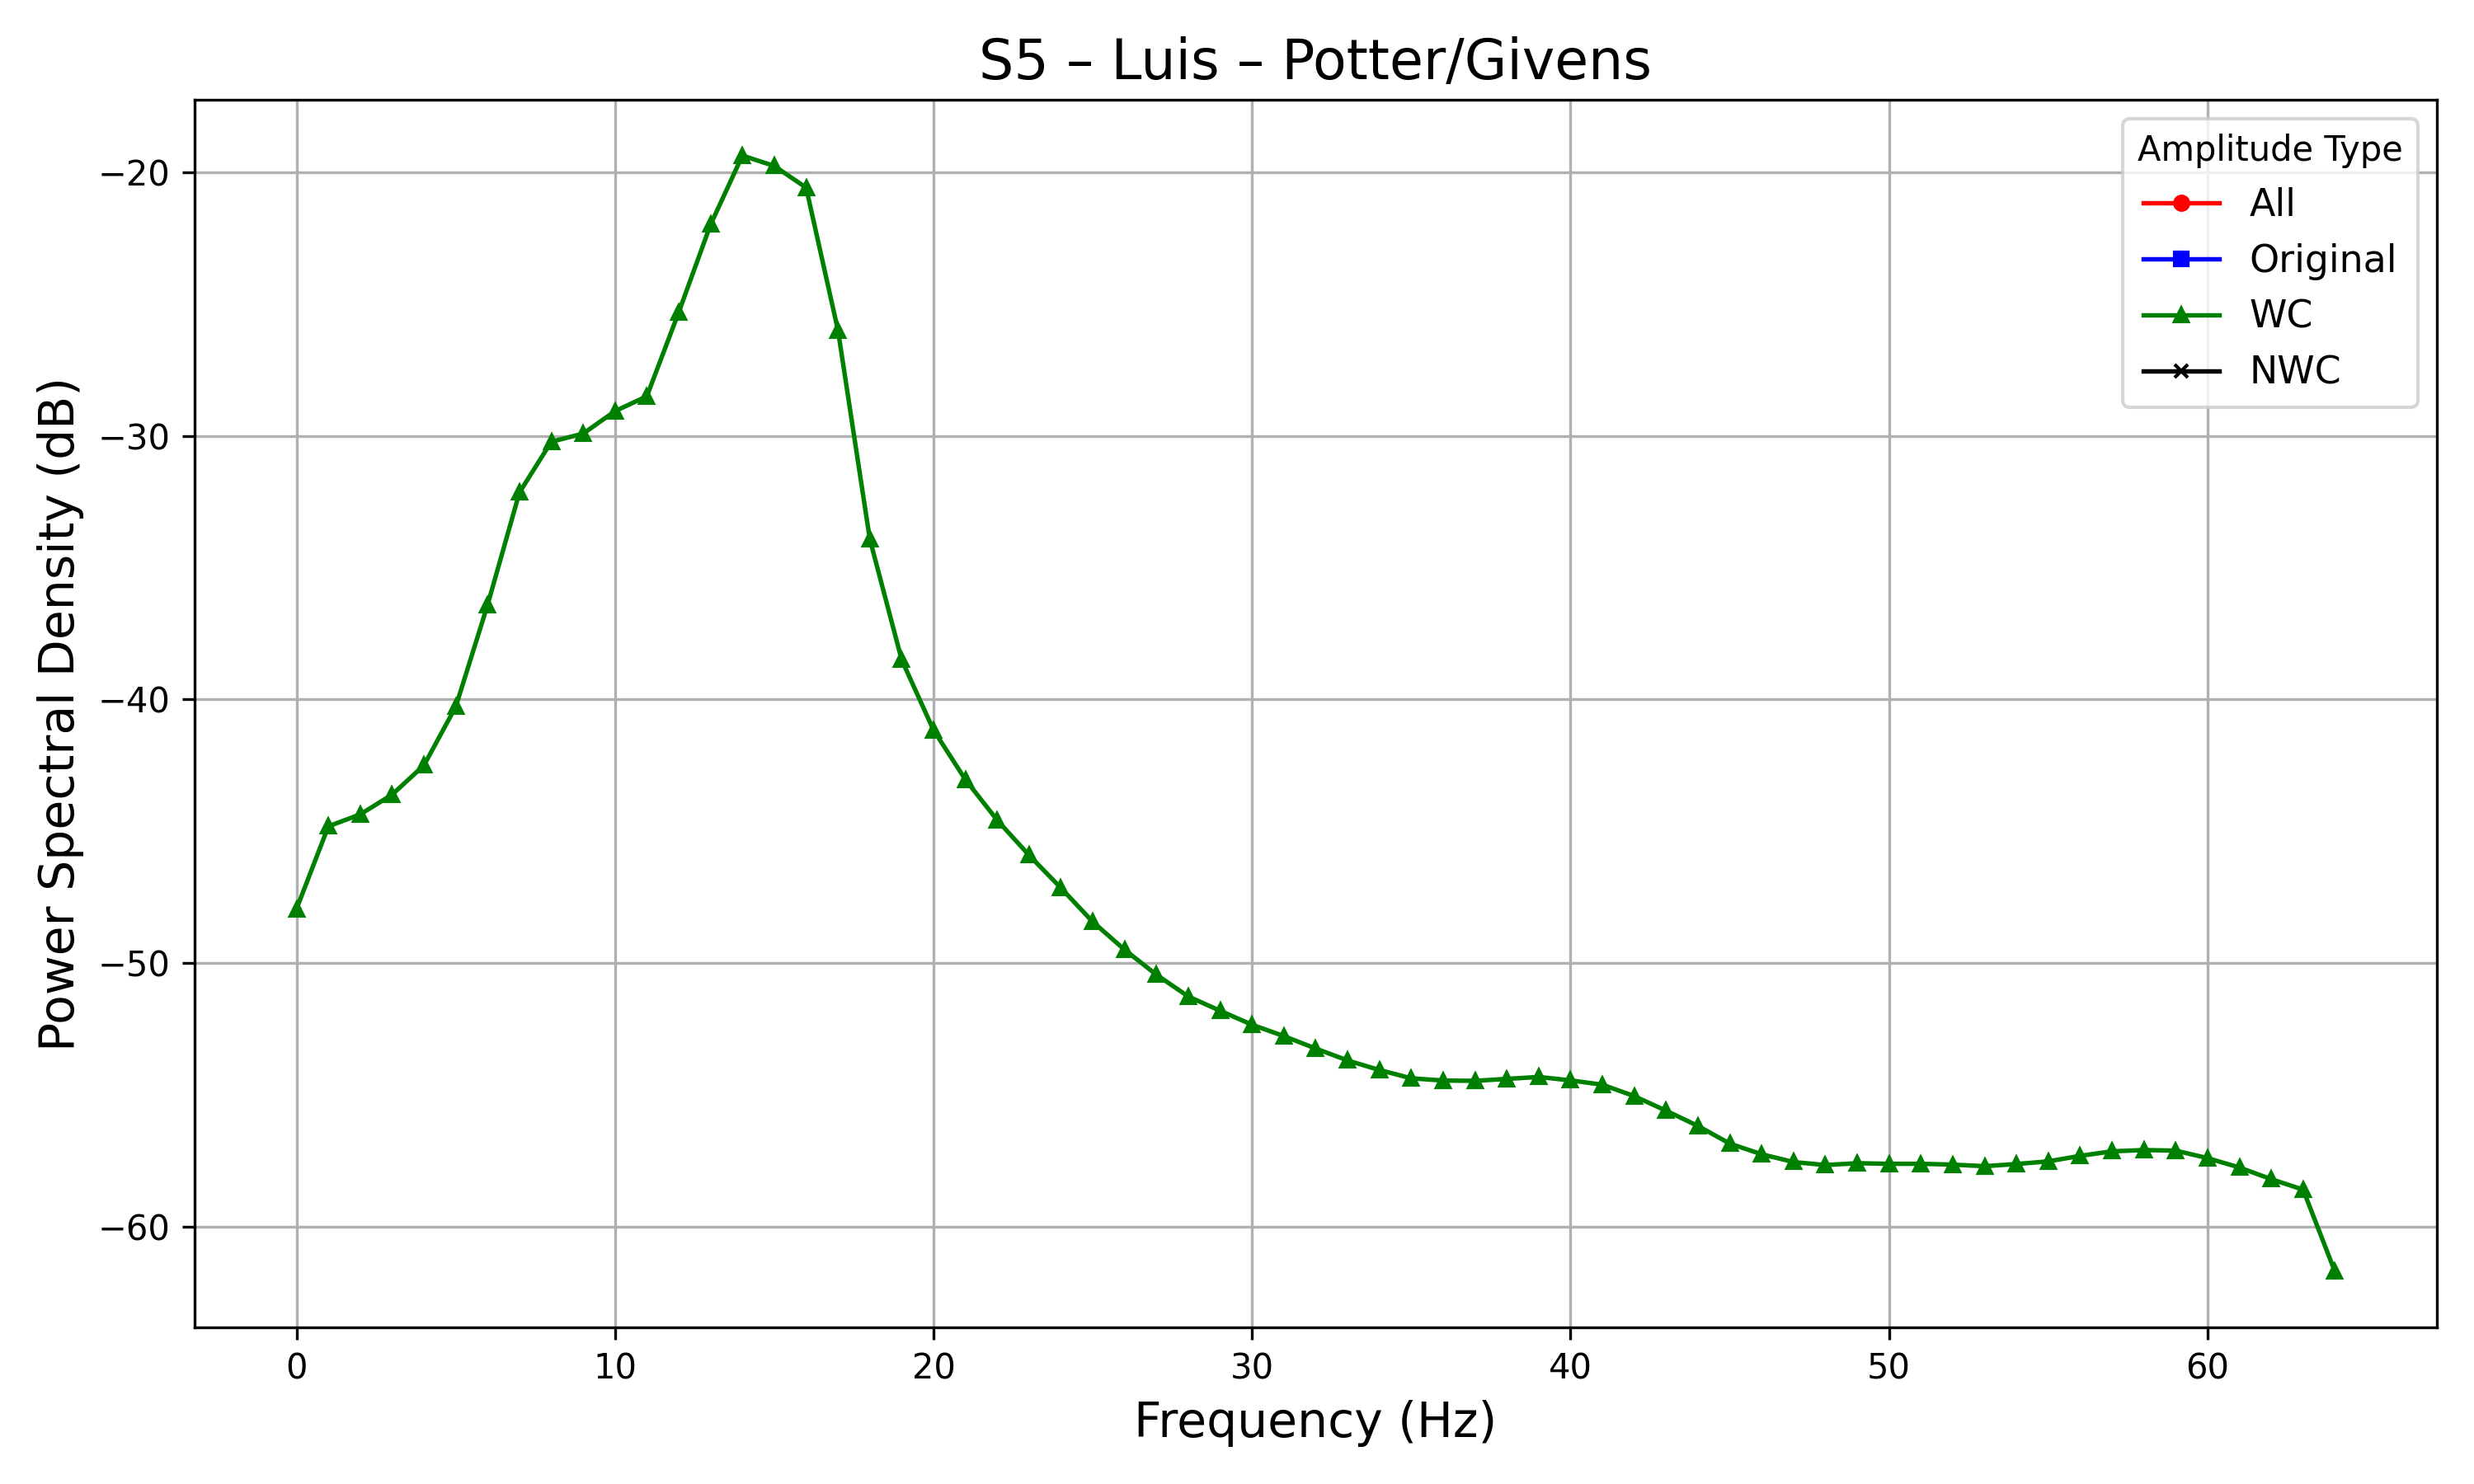 S5 – Luis – Potter/Givens
Amplitude Type
All
Original
WC
NWC
Power Spectral Density (dB)
−20
−30
−40
−50
−60
0 10 20 30 40 50 60
Frequency (Hz)